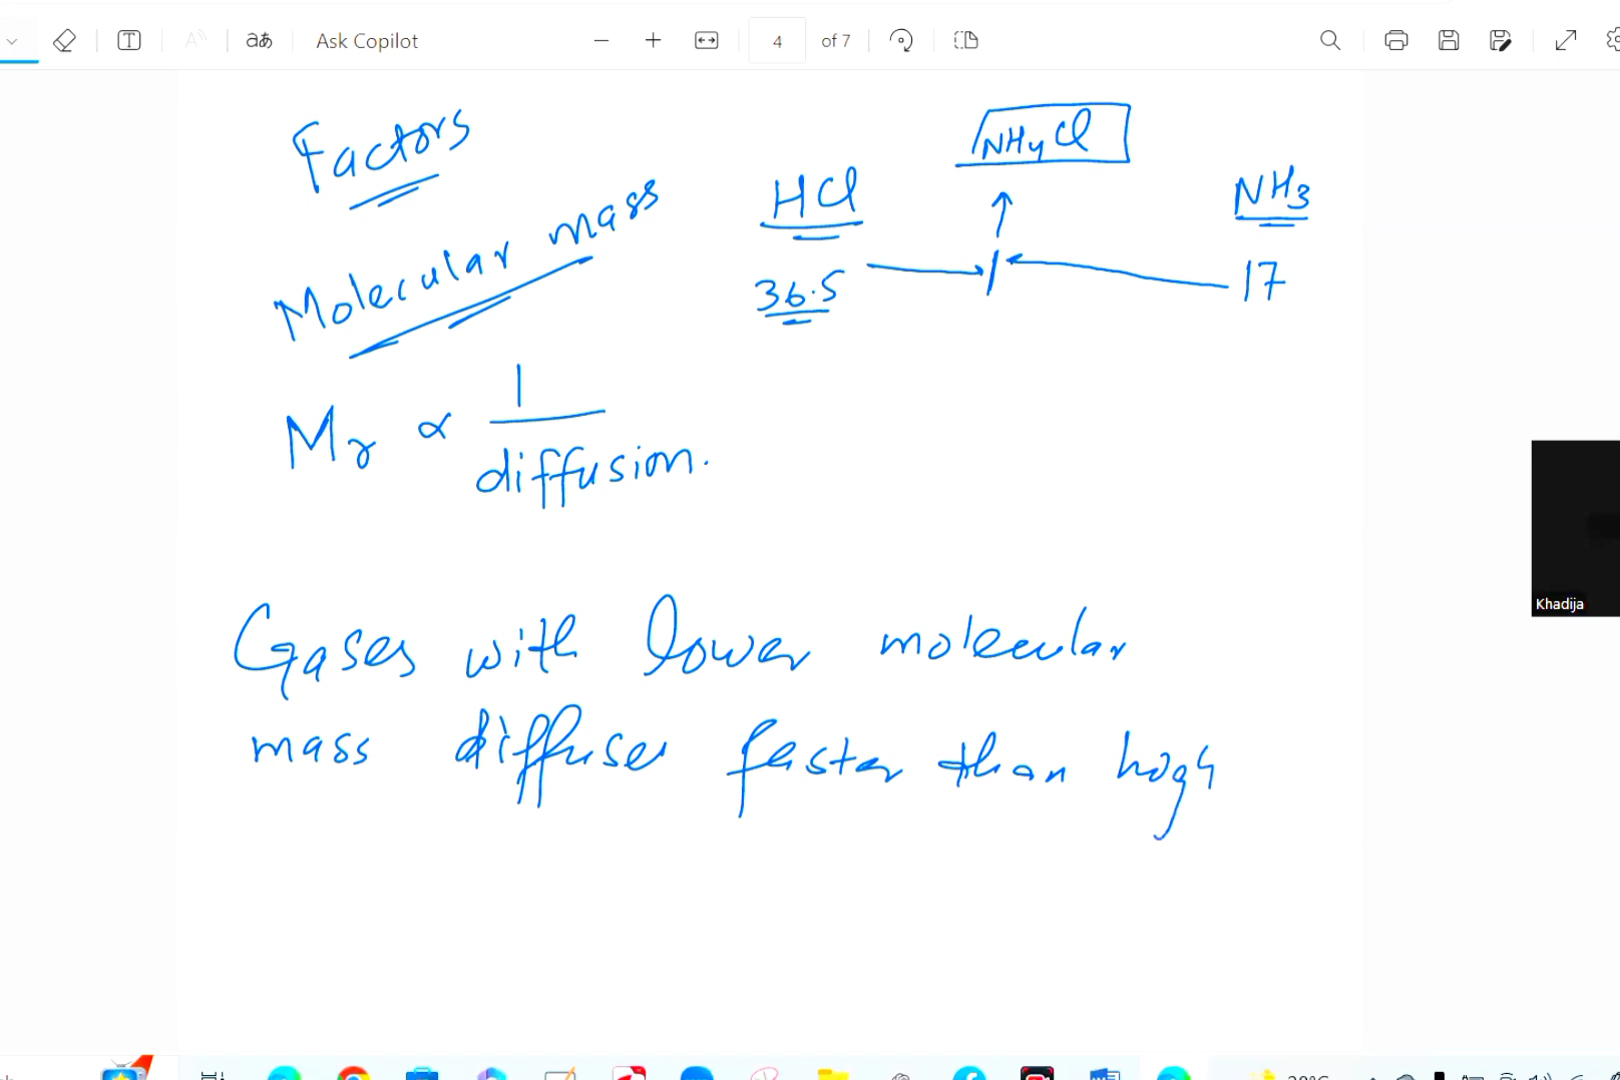 Ask Copilot
4 of 7
Factors
NH4Cl
HCl
NH3
Molecular mass
36.5
17
Mr ∝ 1
diffusion.
Khadija
Gases with lower molecular
mass diffuser faster than high